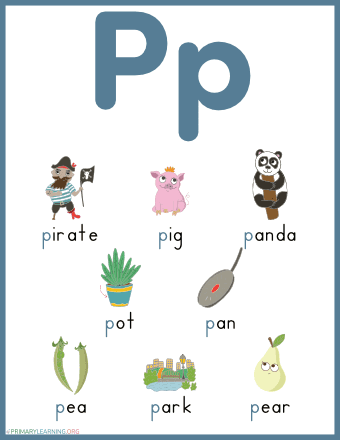 Pp
pirate pig panda
pot pan
pea park pear
©PRIMARYLEARNING.ORG